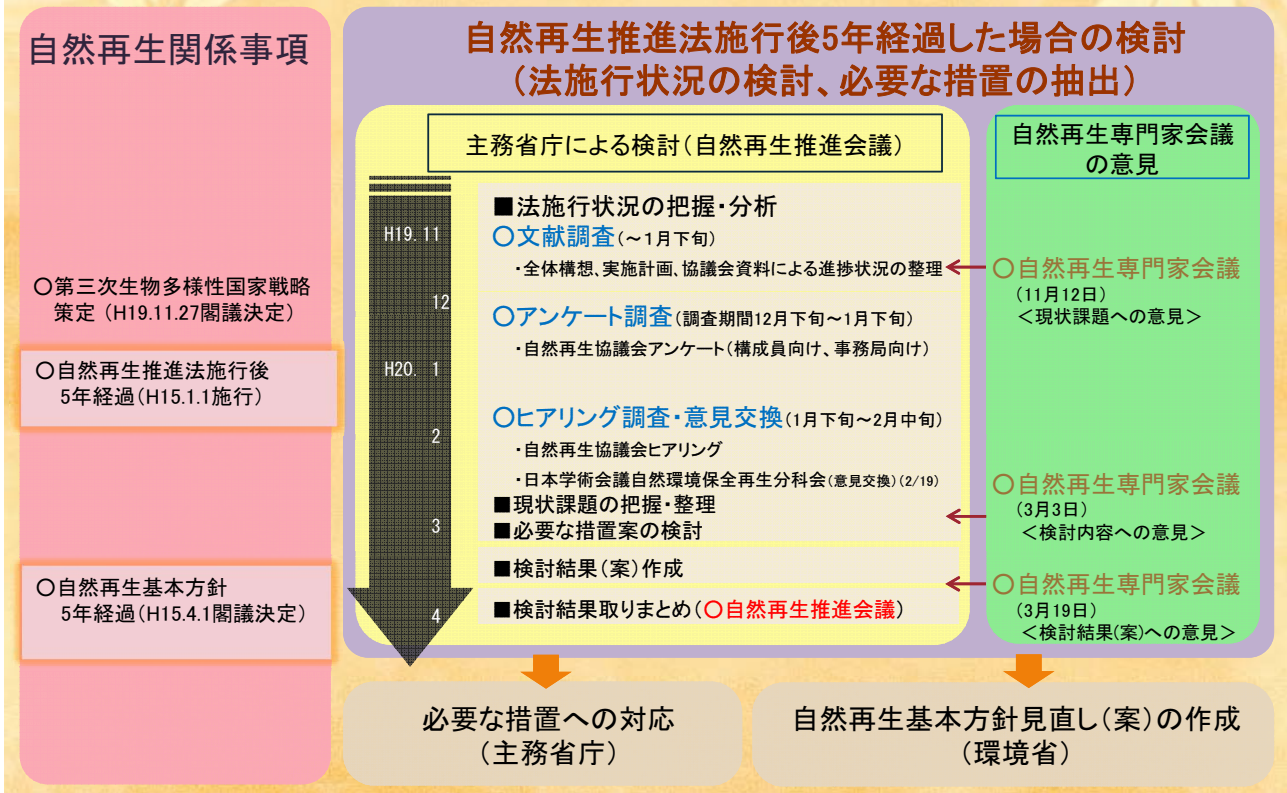 自然再生関係事項
○第三次生物多様性国家戦略
策定 (H19.11.27閣議決定)
○自然再生推進法施行後
5年経過(H15.1.1施行)
○自然再生基本方針
5年経過(H15.4.1閣議決定)
自然再生推進法施行後5年経過した場合の検討
(法施行状況の検討、必要な措置の抽出)
主務省庁による検討(自然再生推進会議)
H19.11
12
H20. 1
2
3
4
■法施行状況の把握・分析
○文献調査(~1月下旬)
・全体構想、実施計画、協議会資料による進捗状況の整理
○アンケート調査(調査期間12月下旬~1月下旬)
・自然再生協議会アンケート(構成員向け、事務局向け)
○ヒアリング調査・意見交換(1月下旬~2月中旬)
・自然再生協議会ヒアリング
・日本学術会議自然環境保全再生分科会(意見交換)(2/19)
■現状課題の把握・整理
■必要な措置案の検討
■検討結果(案)作成
■検討結果取りまとめ(○自然再生推進会議)
自然再生専門家会議
の意見
○自然再生専門家会議
(11月12日)
<現状課題への意見>
○自然再生専門家会議
(3月3日)
<検討内容への意見>
○自然再生専門家会議
(3月19日)
<検討結果(案)への意見>
必要な措置への対応
(主務省庁)
自然再生基本方針見直し(案)の作成
(環境省)